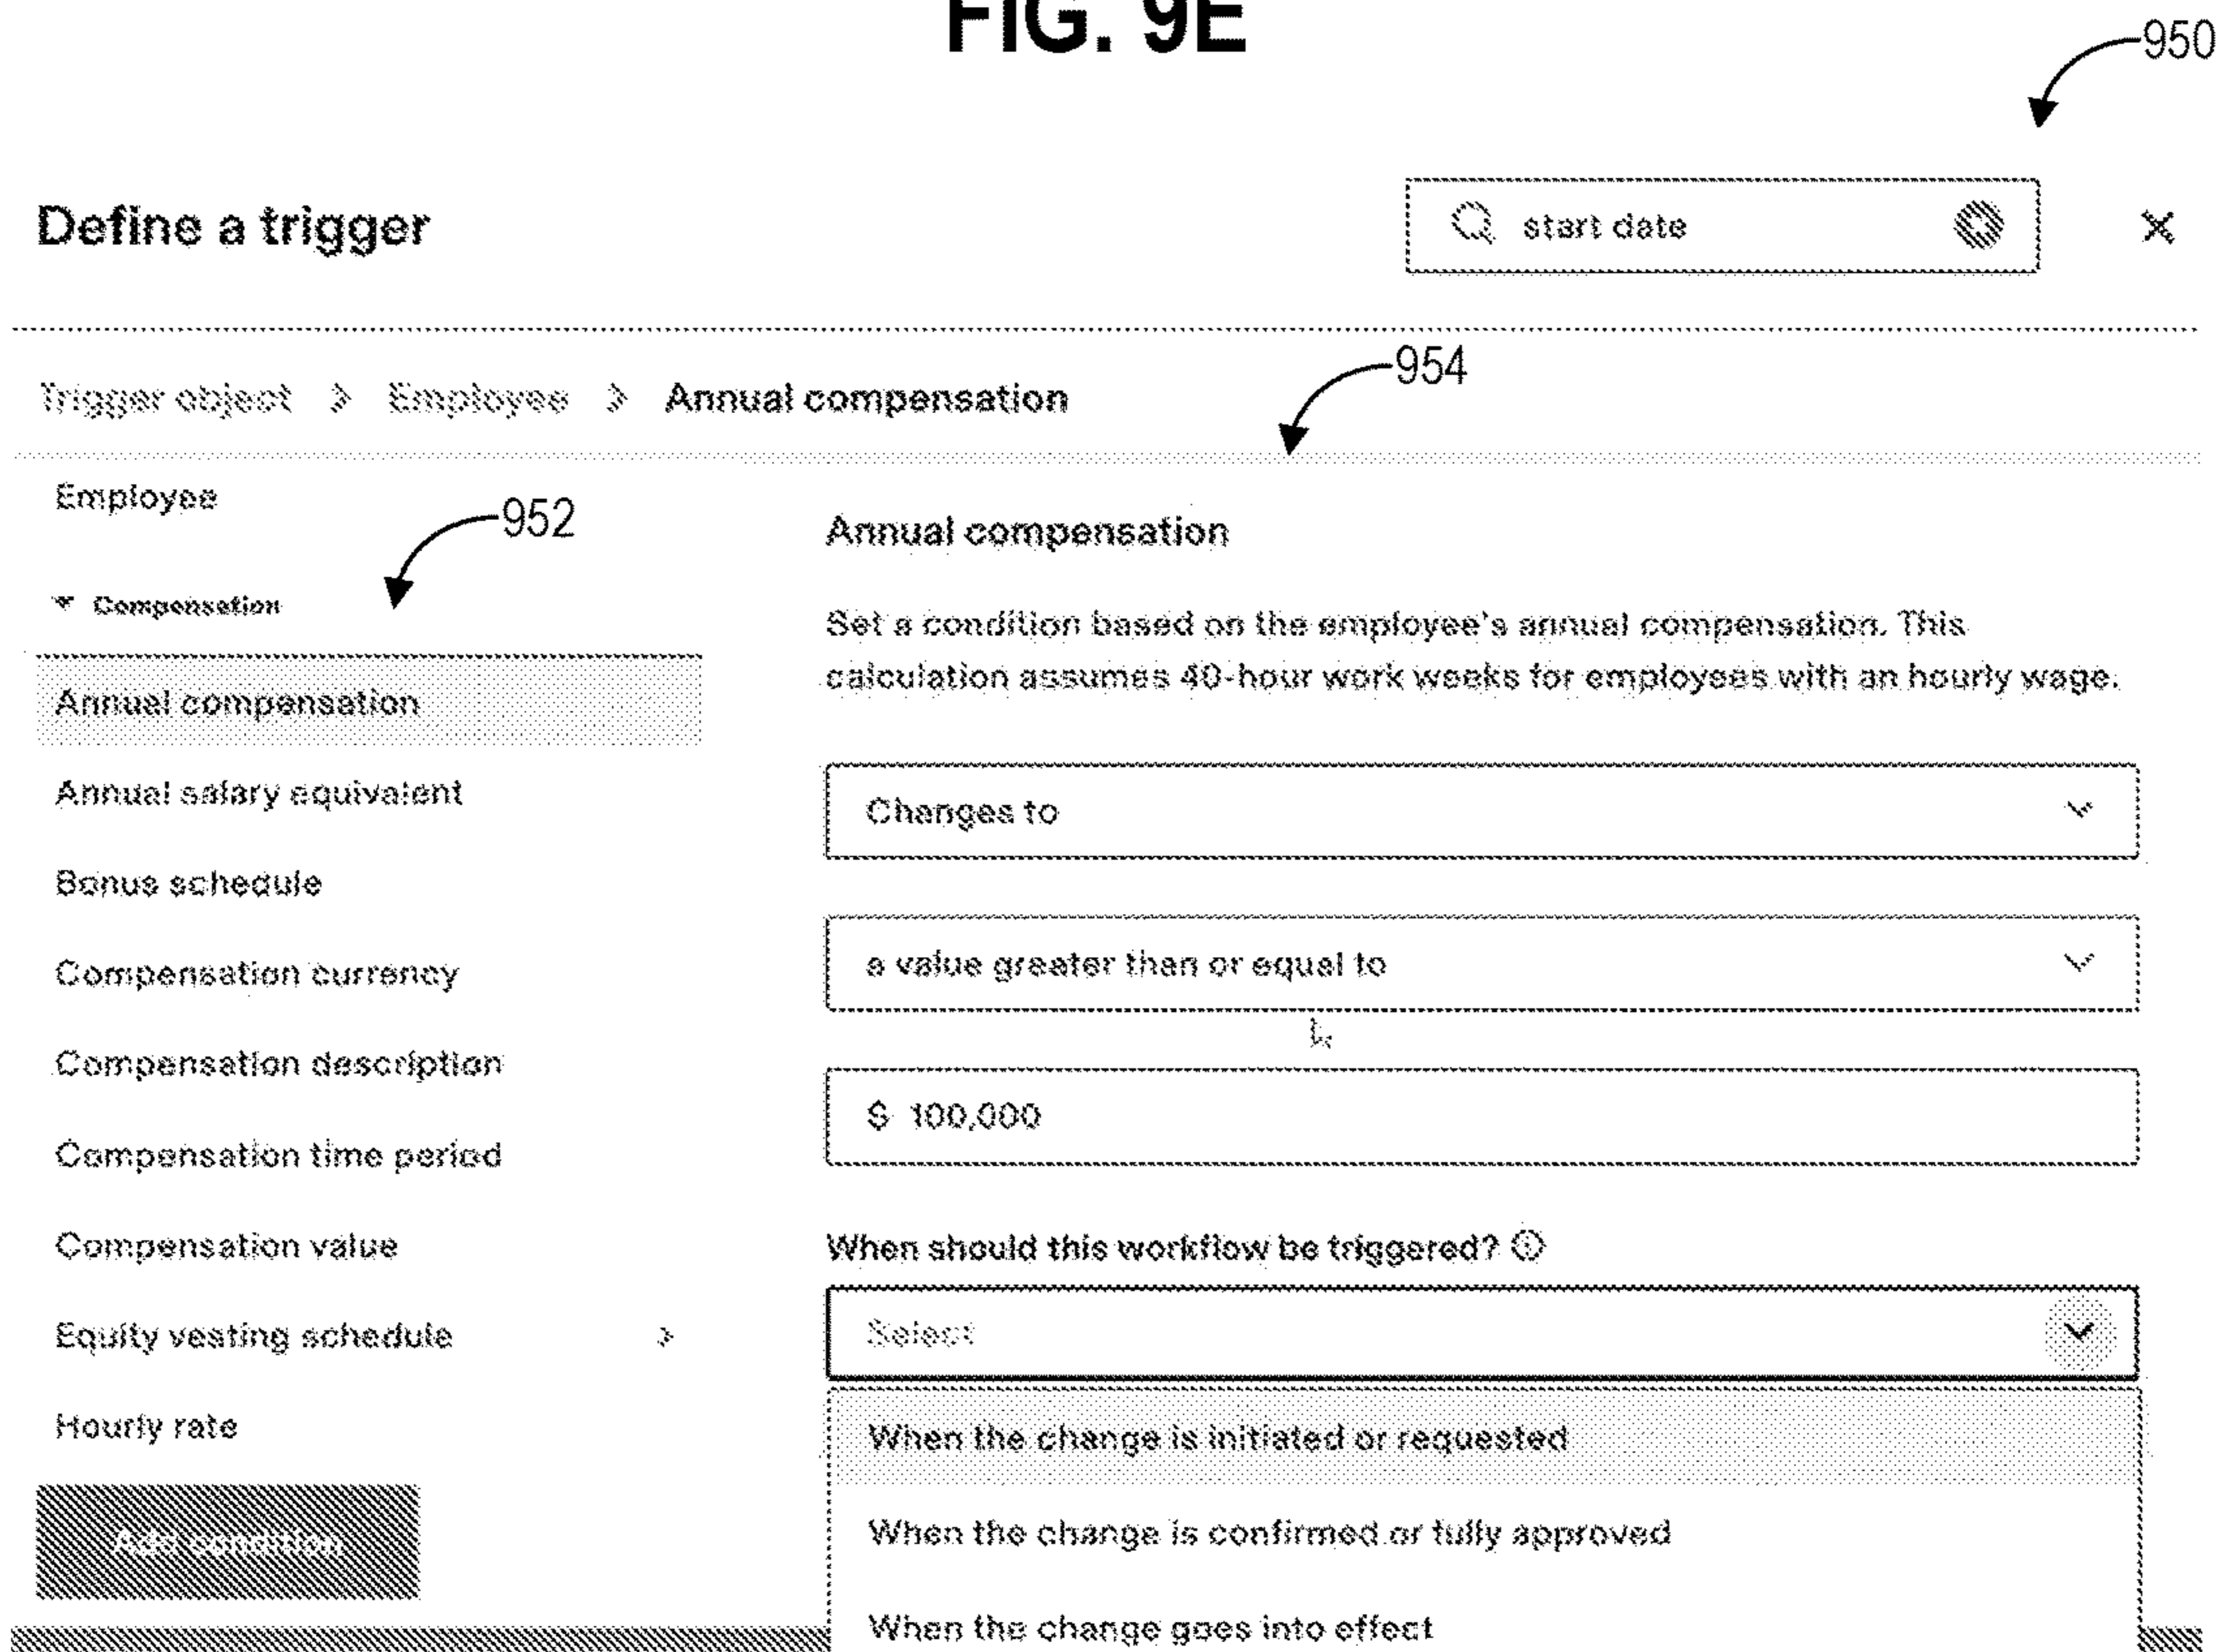 FIG. 9E
950
Define a trigger
start date
954
Trigger object > Employee > Annual compensation
Employee
952
Compensation
Annual compensation
Annual salary equivalent
Bonus schedule
Compensation currency
Compensation description
Compensation time period
Compensation value
Equity vesting schedule >
Hourly rate
Add condition
Annual compensation
Set a condition based on the employee's annual compensation. This
calculation assumes 40-hour work weeks for employees with an hourly wage.
Changes to
a value greater than or equal to
$ 100,000
When should this workflow be triggered?
Select
When the change is initiated or requested
When the change is confirmed or fully approved
When the change goes into effect